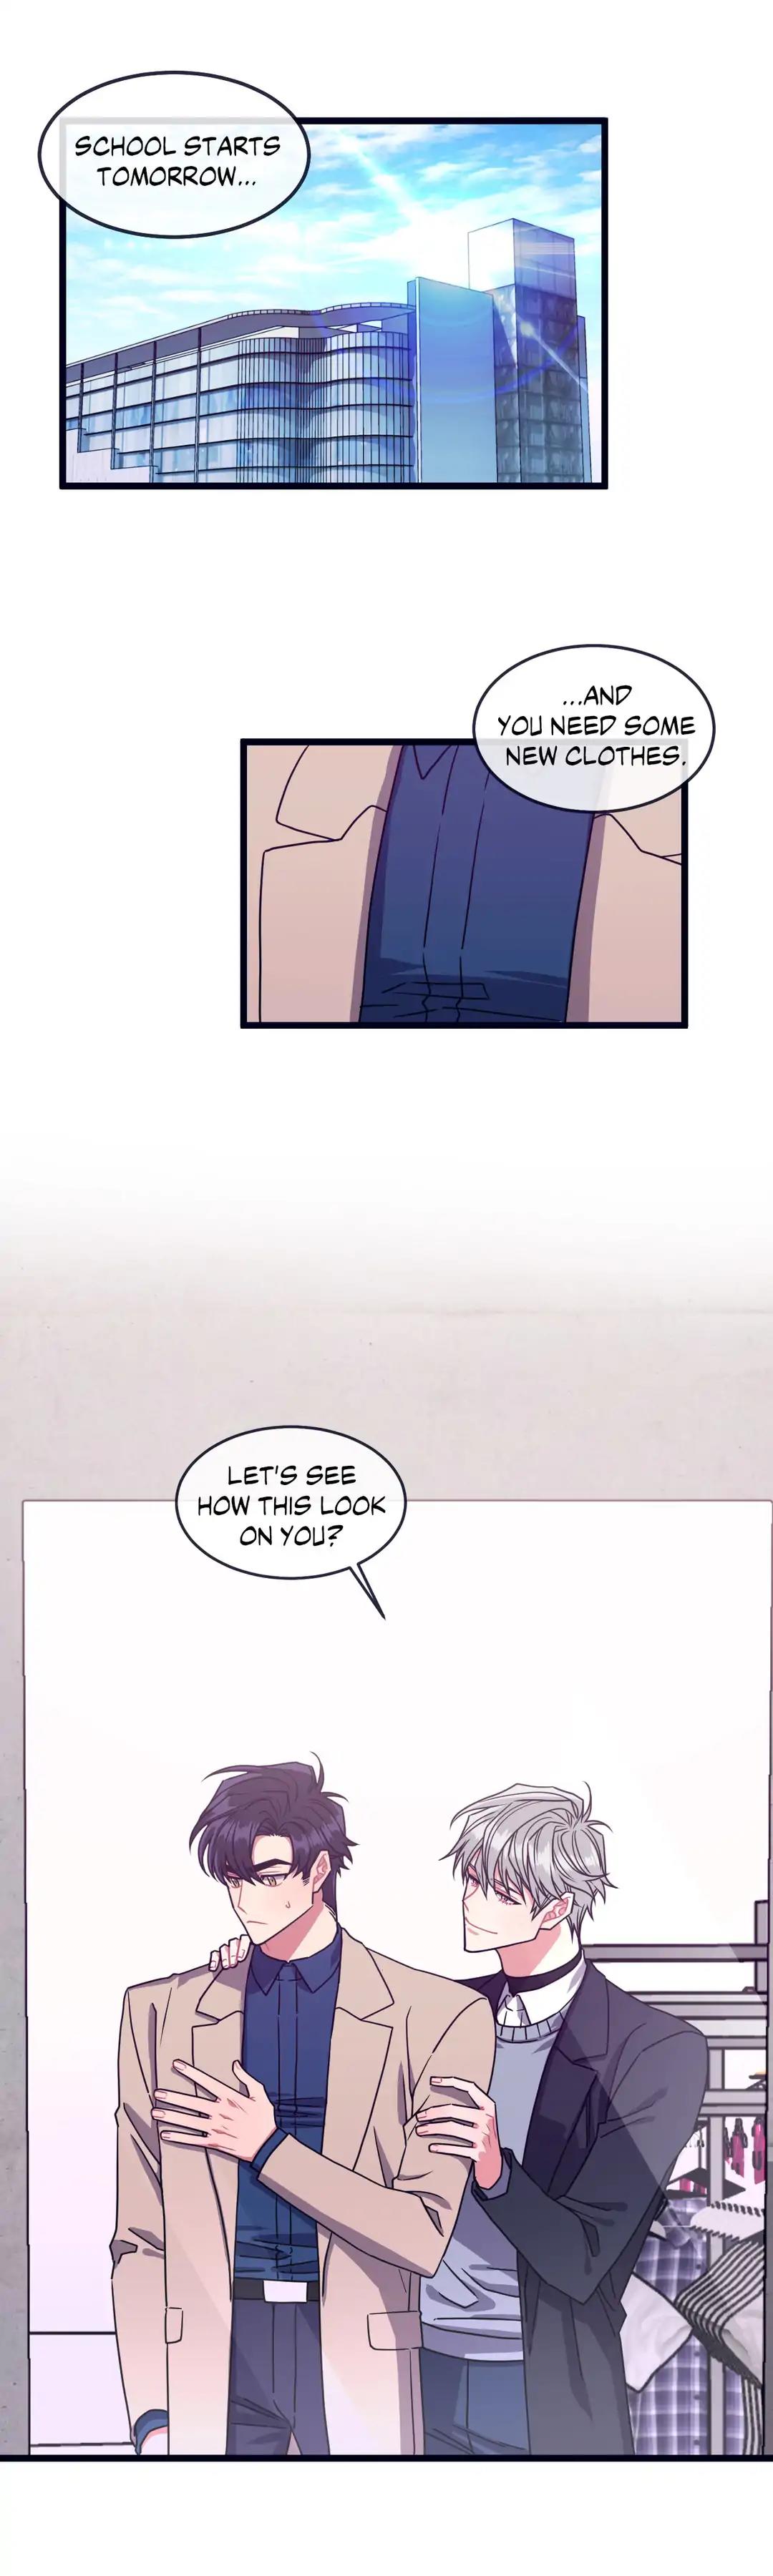 SCHOOL STARTS
TOMORROW...
...AND
YOU NEED SOME
NEW CLOTHES.
LET'S SEE
HOW THIS LOOK
ON YOU?